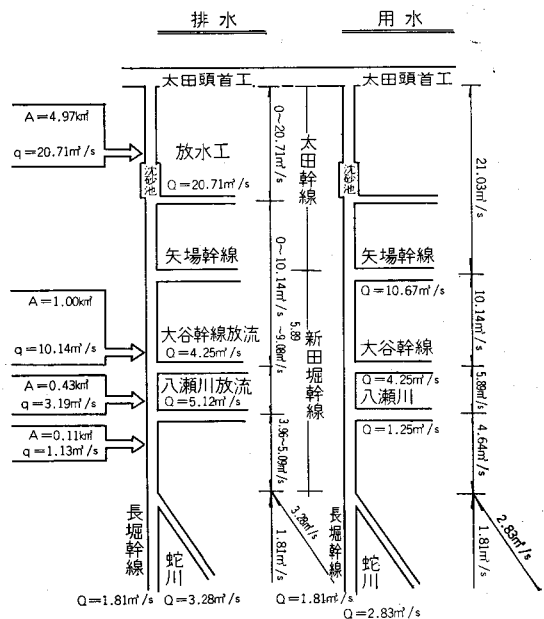 排水
用水
太田頭首工
太田頭首工
A=4.97km²
q=20.71m³/s
沈砂池
放水工
Q=20.71m³/s
0~20.71m³/s
太田幹線
沈砂池
21.03m³/s
矢場幹線
矢場幹線
Q=10.67m³/s
0~10.14m³/s
10.14m³/s
A=1.00km²
q=10.14m³/s
大谷幹線放流
Q=4.25m³/s
5.89
~9.08m³/s
新田堀幹線
大谷幹線
Q=4.25m³/s
5.89m³/s
A=0.43km²
q=3.19m³/s
八瀬川放流
Q=5.12m³/s
八瀬川
Q=1.25m³/s
A=0.11km²
q=1.13m³/s
3.96~5.09m³/s
4.64m³/s
長堀幹線
蛇川
3.28m³/s
1.81m³/s
長堀幹線
蛇川
2.83m³/s
1.81m³/s
Q=1.81m³/s
Q=3.28m³/s
Q=1.81m³/s
Q=2.83m³/s